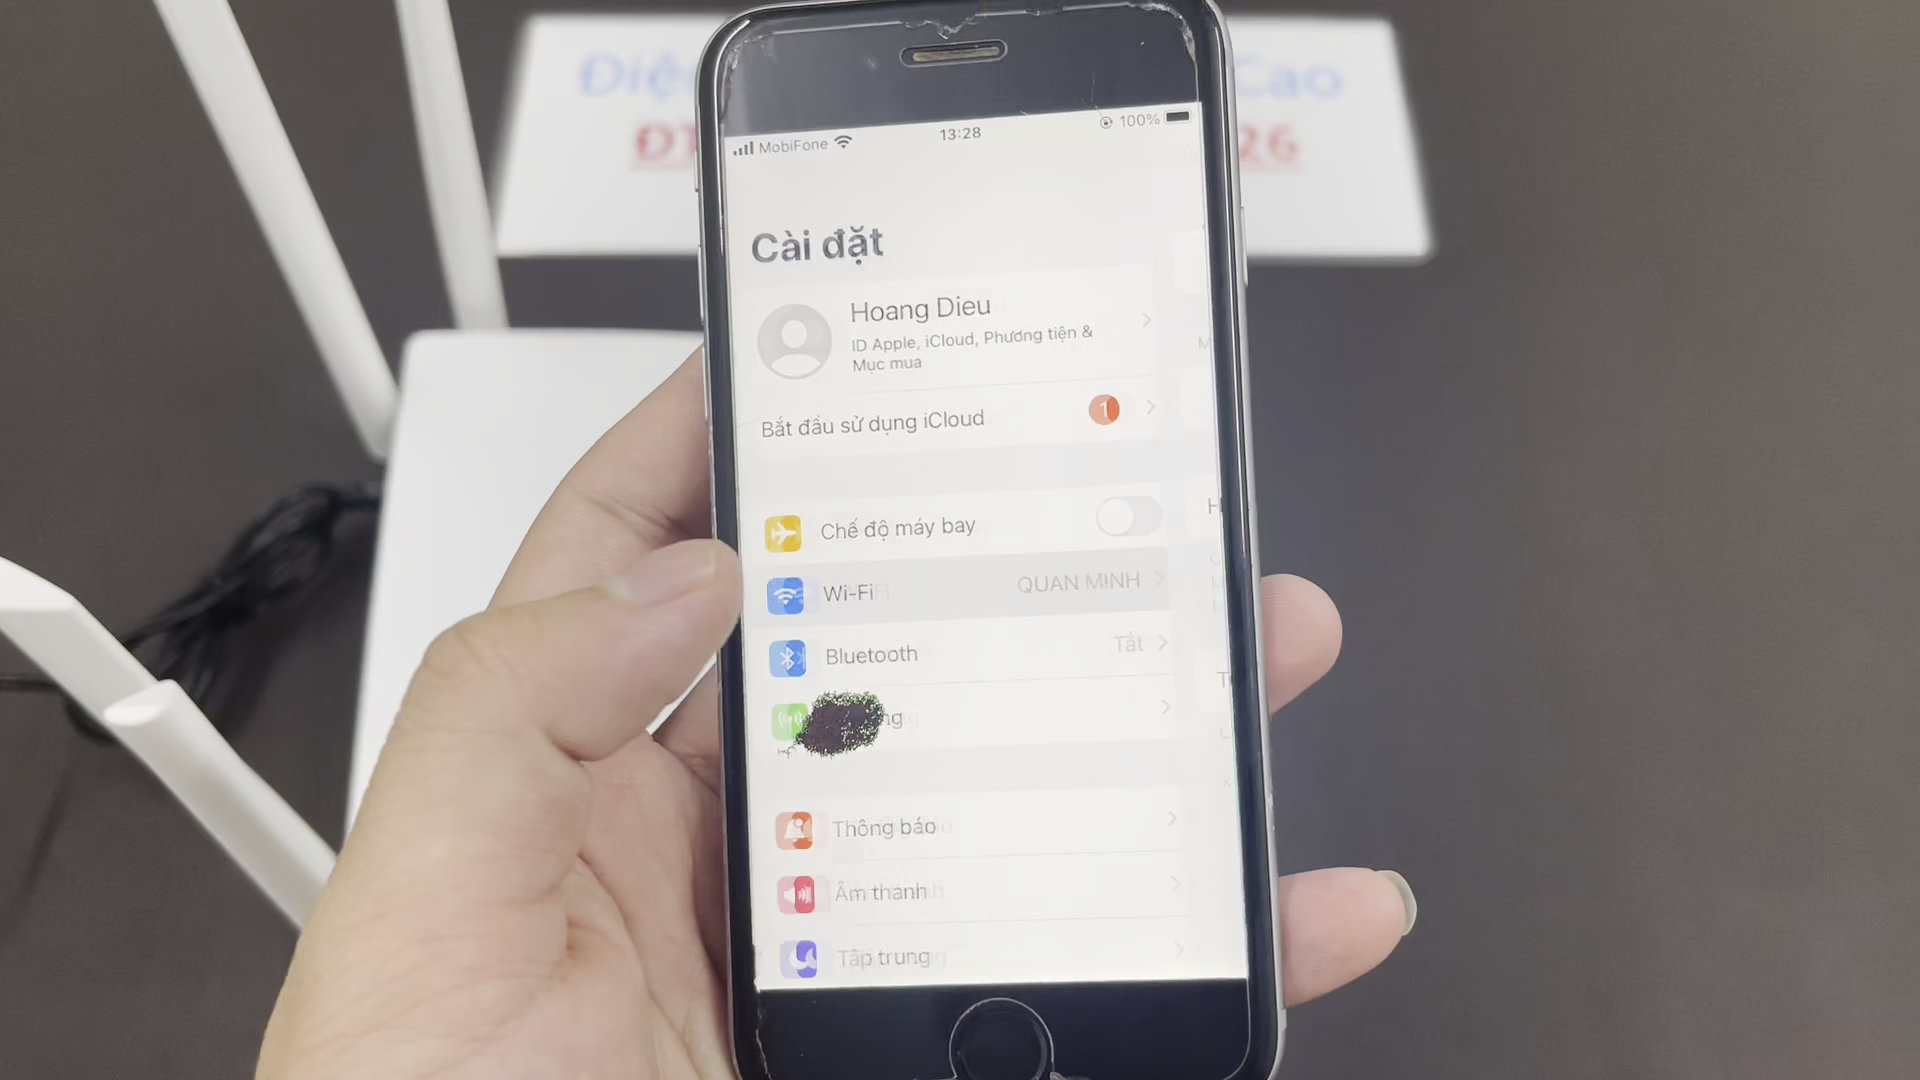 Cao
26
MobiFone 13:28 100%
Cài đặt
Hoang Dieu
ID Apple, iCloud, Phương tiện &
Mục mua
Bắt đầu sử dụng iCloud 1
Chế độ máy bay
Wi-Fi QUAN MINH
Bluetooth Tắt
Thông báo
Âm thanh
Tập trung